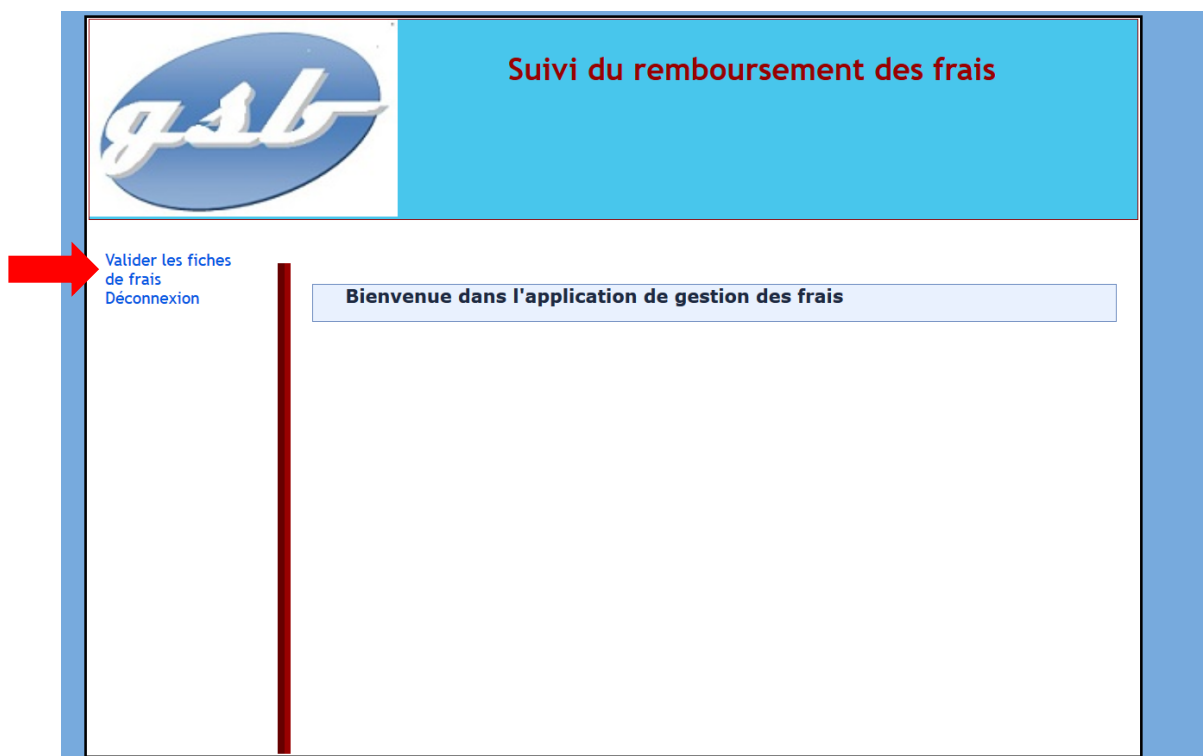 gsb
Suivi du remboursement des frais
Valider les fiches
de frais
Déconnexion
Bienvenue dans l'application de gestion des frais